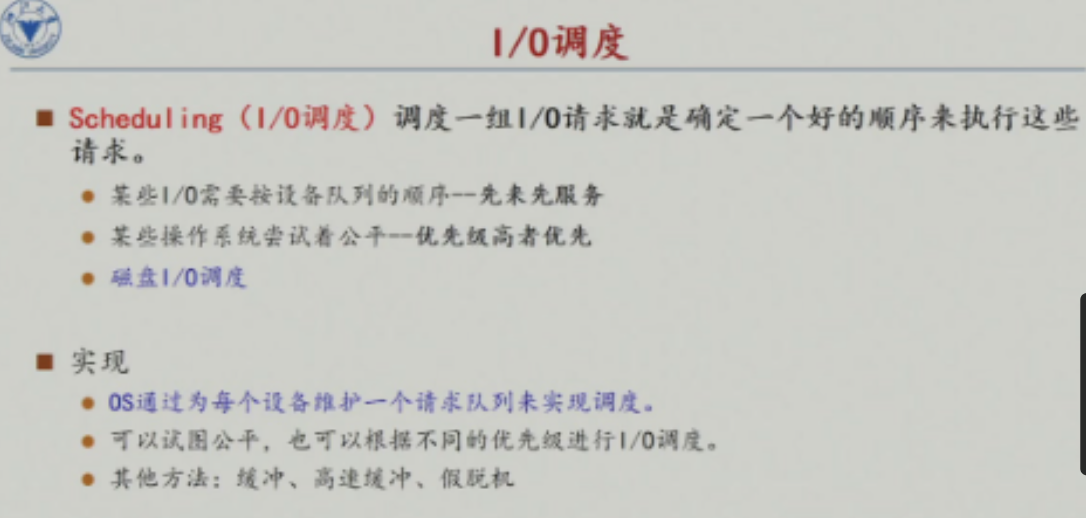 I/O调度
Scheduling（I/O调度）调度一组I/O请求就是确定一个好的顺序来执行这些
请求。
某些I/O需要按设备队列的顺序--先来先服务
某些操作系统尝试着公平--优先级高者优先
磁盘I/O调度
实现
OS通过为每个设备维护一个请求队列来实现调度。
可以试图公平，也可以根据不同的优先级进行I/O调度。
其他方法：缓冲、高速缓冲、假脱机